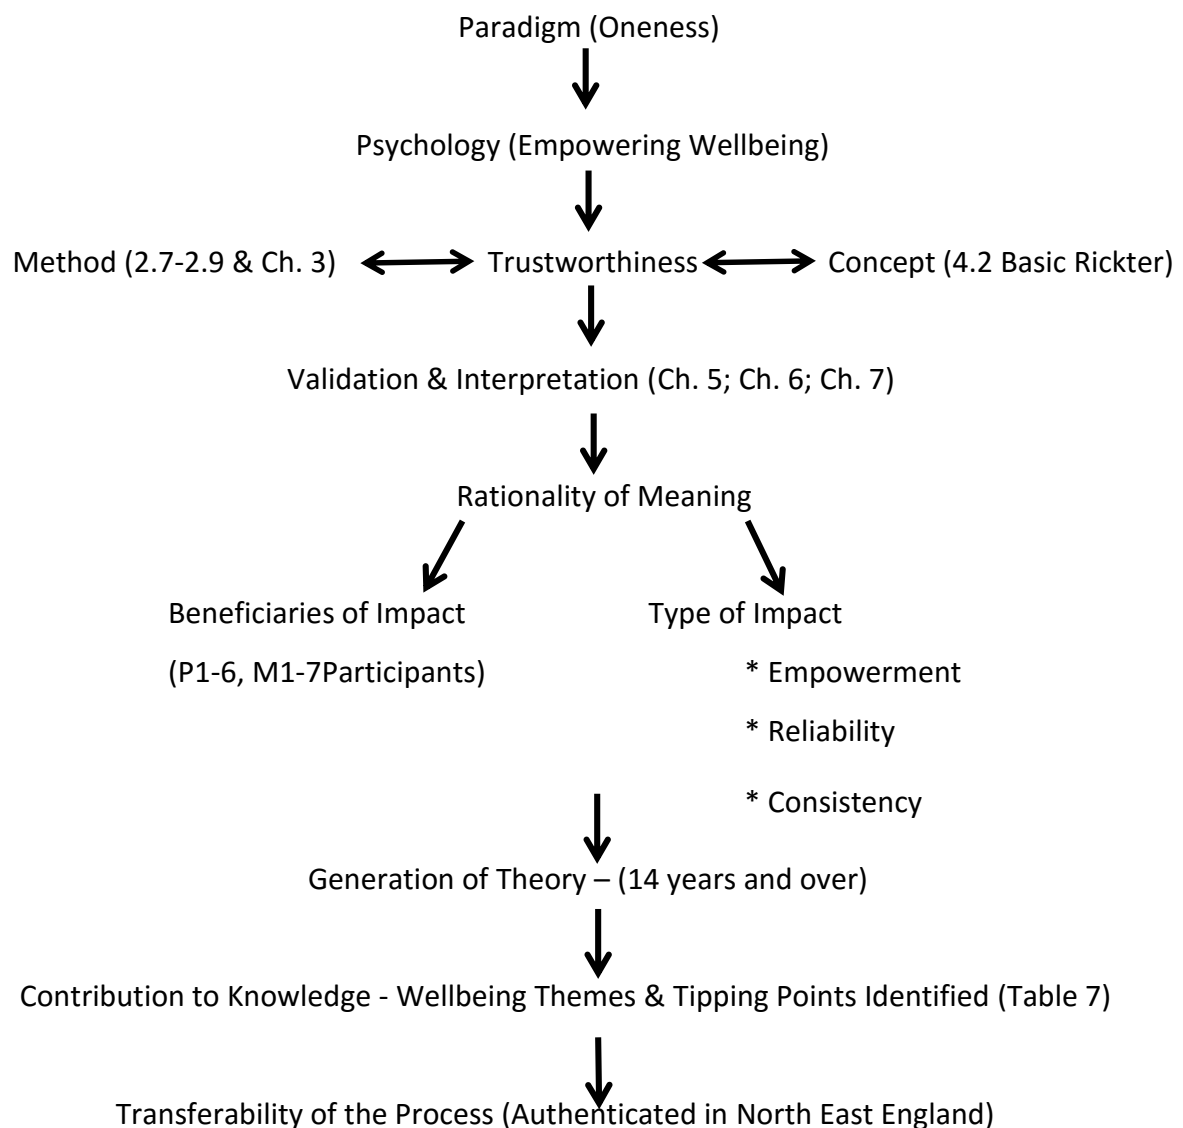 Paradigm (Oneness)
Psychology (Empowering Wellbeing)
Method (2.7-2.9 & Ch. 3) Trustworthiness Concept (4.2 Basic Rickter)
Validation & Interpretation (Ch. 5; Ch. 6; Ch. 7)
Rationality of Meaning
Beneficiaries of Impact Type of Impact
(P1-6, M1-7Participants) * Empowerment
* Reliability
* Consistency
Generation of Theory – (14 years and over)
Contribution to Knowledge - Wellbeing Themes & Tipping Points Identified (Table 7)
Transferability of the Process (Authenticated in North East England)